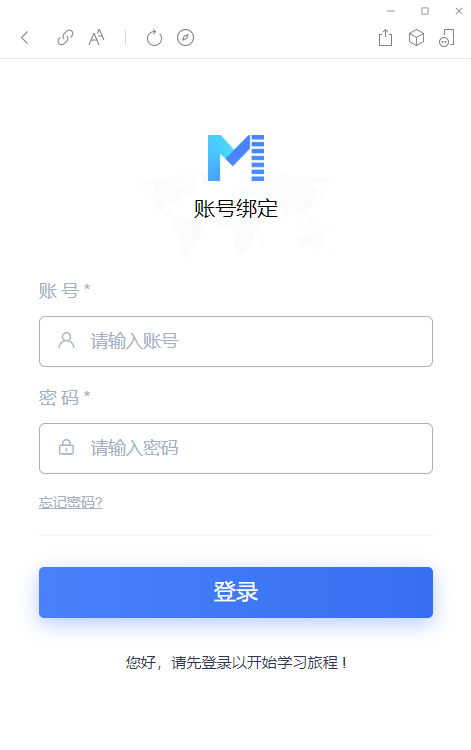 账号绑定
账 号 *
请输入账号
密 码 *
请输入密码
忘记密码?
登录
您好，请先登录以开始学习旅程！